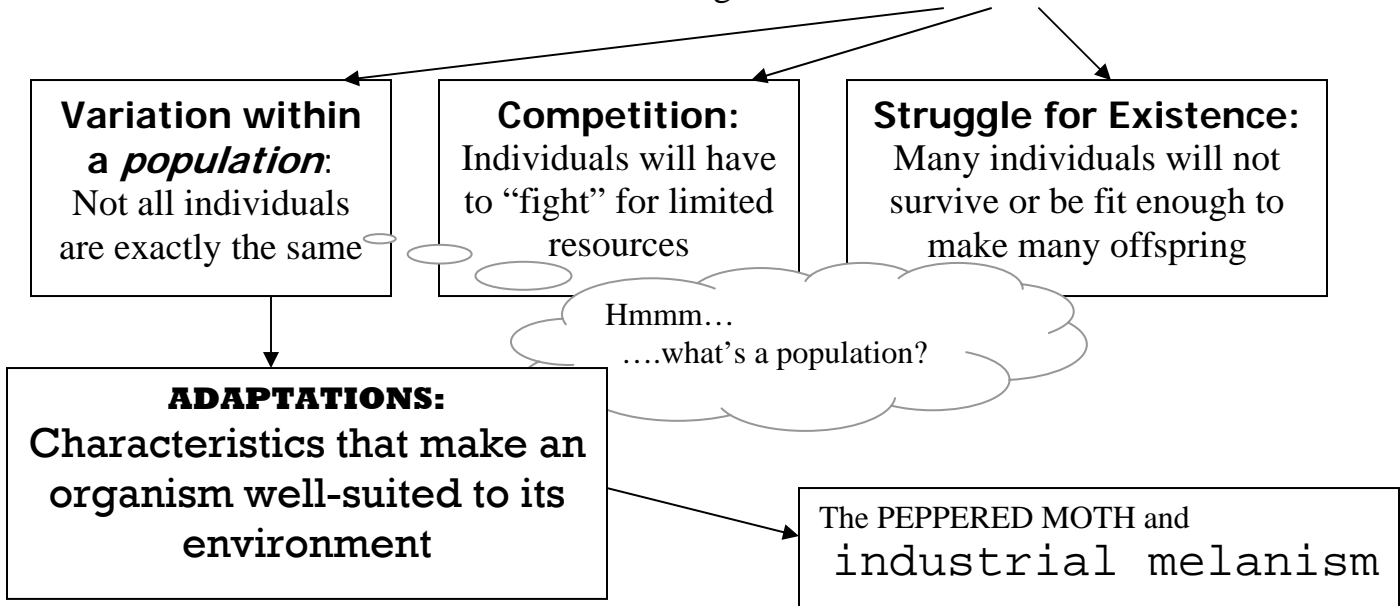 Variation within
a population:
Not all individuals
are exactly the same
Competition:
Individuals will have
to “fight” for limited
resources
Struggle for Existence:
Many individuals will not
survive or be fit enough to
make many offspring
Hmmm…
….what’s a population?
ADAPTATIONS:
Characteristics that make an
organism well-suited to its
environment
The PEPPERED MOTH and
industrial melanism